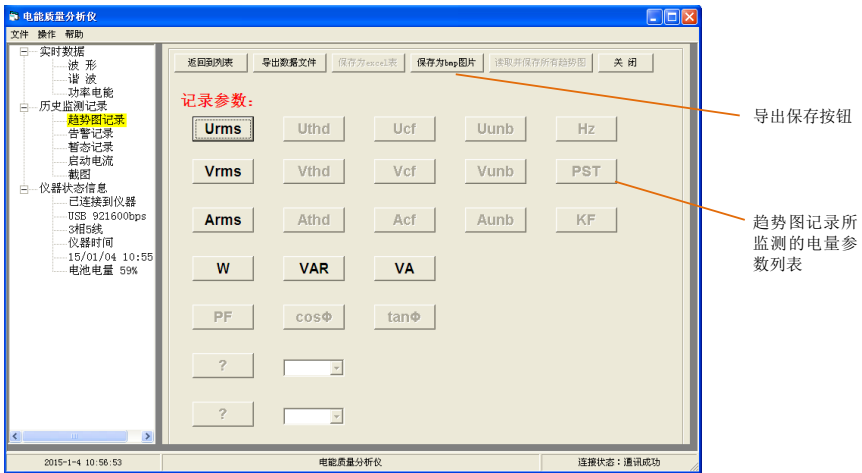 电能质量分析仪
文件 操作 帮助
实时数据
波 形
谐 波
功率电能
历史监测记录
趋势图记录
告警记录
暂态记录
启动电流
截图
仪器状态信息
已连接到仪器
USB 921600bps
3相5线
仪器时间
15/01/04 10:55
电池电量 59%
返回到列表 导出数据文件 保存为excel表 保存为bmp图片 读取并保存所有趋势图 关 闭
记录参数：
Urms Uthd Ucf Uunb Hz
Vrms Vthd Vcf Vunb PST
Arms Athd Acf Aunb KF
W VAR VA
PF cosΦ tanΦ
?
?
导出保存按钮
趋势图记录所
监测的电量参
数列表
2015-1-4 10:56:53 电能质量分析仪 连接状态：通讯成功